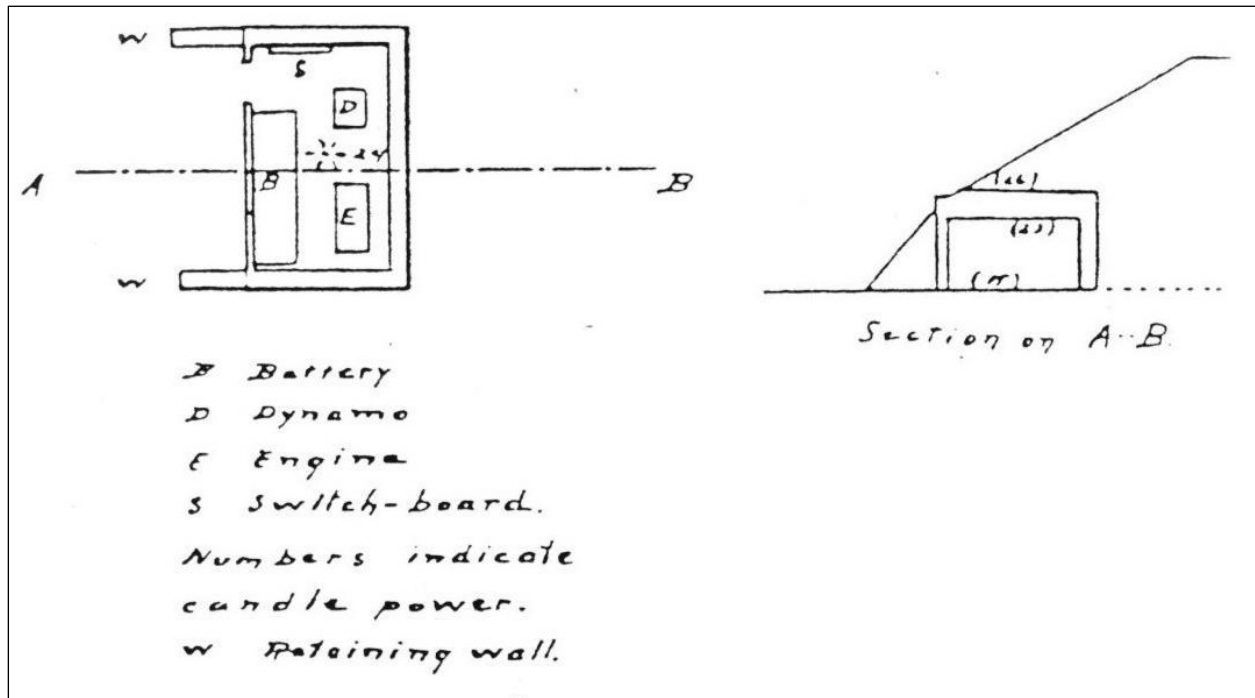 W
S
D
24
A
B
B
E
W
Section on A-B.
B Battery
D Dynamo
E Engine
S Switch-board.
Numbers indicate
candle power.
W Retaining wall.